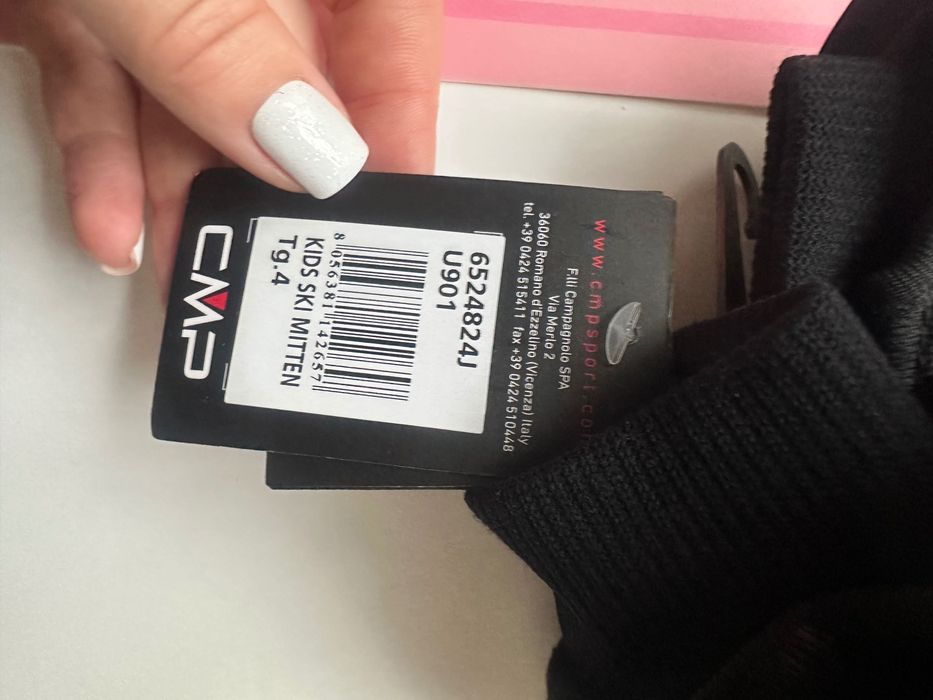 www.cmpsport.com
F.lli Campagnolo SPA
Via Merlo 2
36060 Romano d'Ezzelino (Vicenza) Italy
tel. +39 0424 515411 fax +39 0424 510448
6524824J
U901
8 056381 142657
KIDS SKI MITTEN
Tg.4
CMP